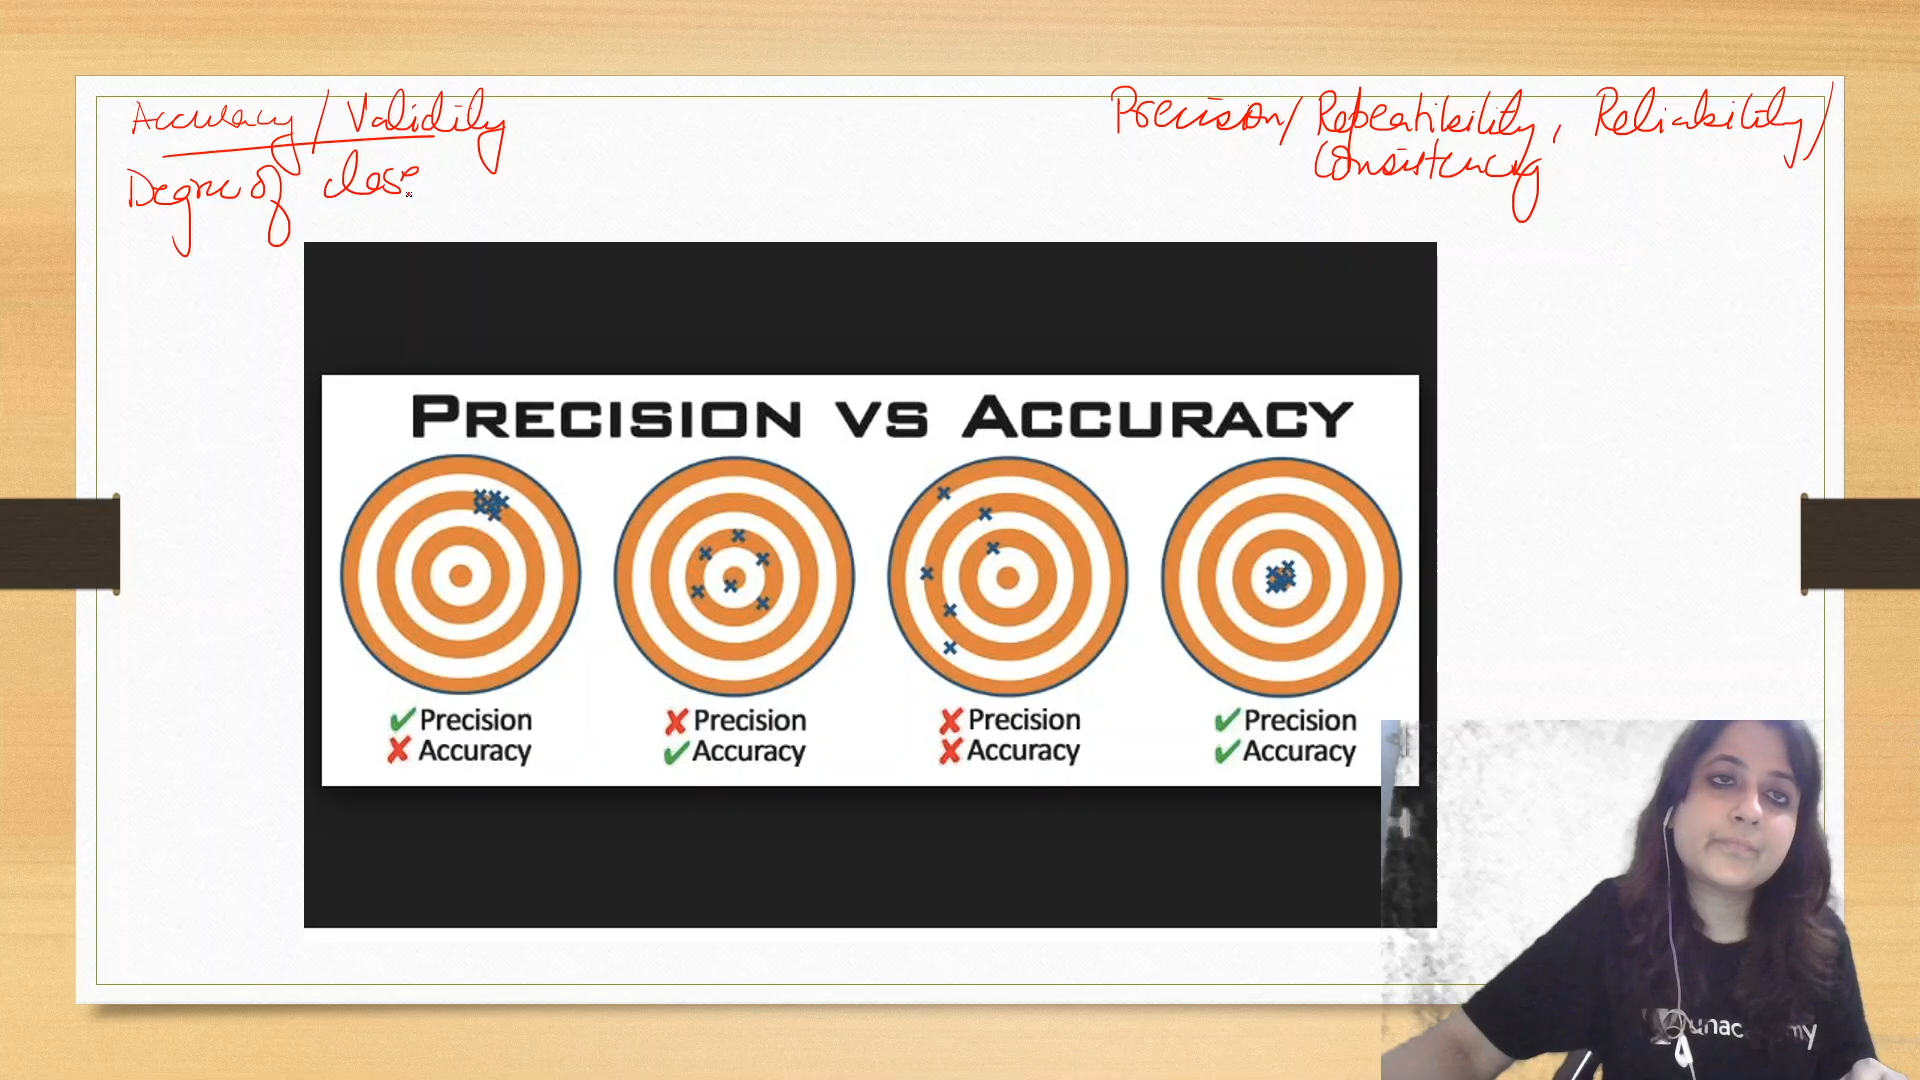 Accuracy / Validity
Degree of close
Precision / Repeatibility, Reliability /
Consistency
PRECISION VS ACCURACY
✔Precision
✘Accuracy
✘Precision
✔Accuracy
✘Precision
✘Accuracy
✔Precision
✔Accuracy